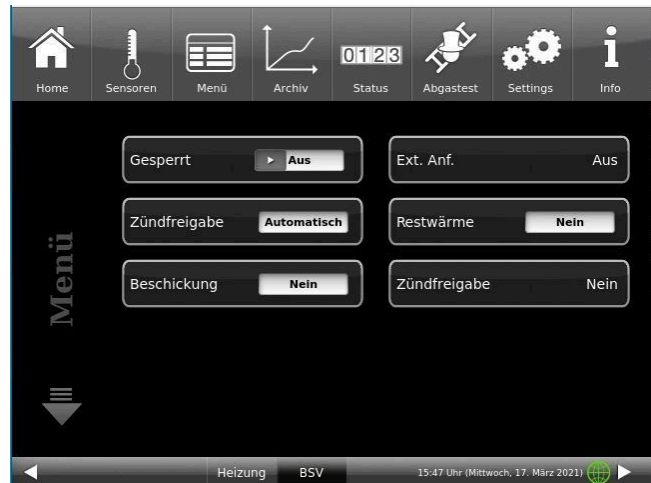 0123
Home Sensoren Menü Archiv Status Abgastest Settings Info
Gesperrt Aus Ext. Anf. Aus
Zündfreigabe Automatisch Restwärme Nein
Beschickung Nein Zündfreigabe Nein
Menü
Heizung BSV 15:47 Uhr (Mittwoch, 17. März 2021)